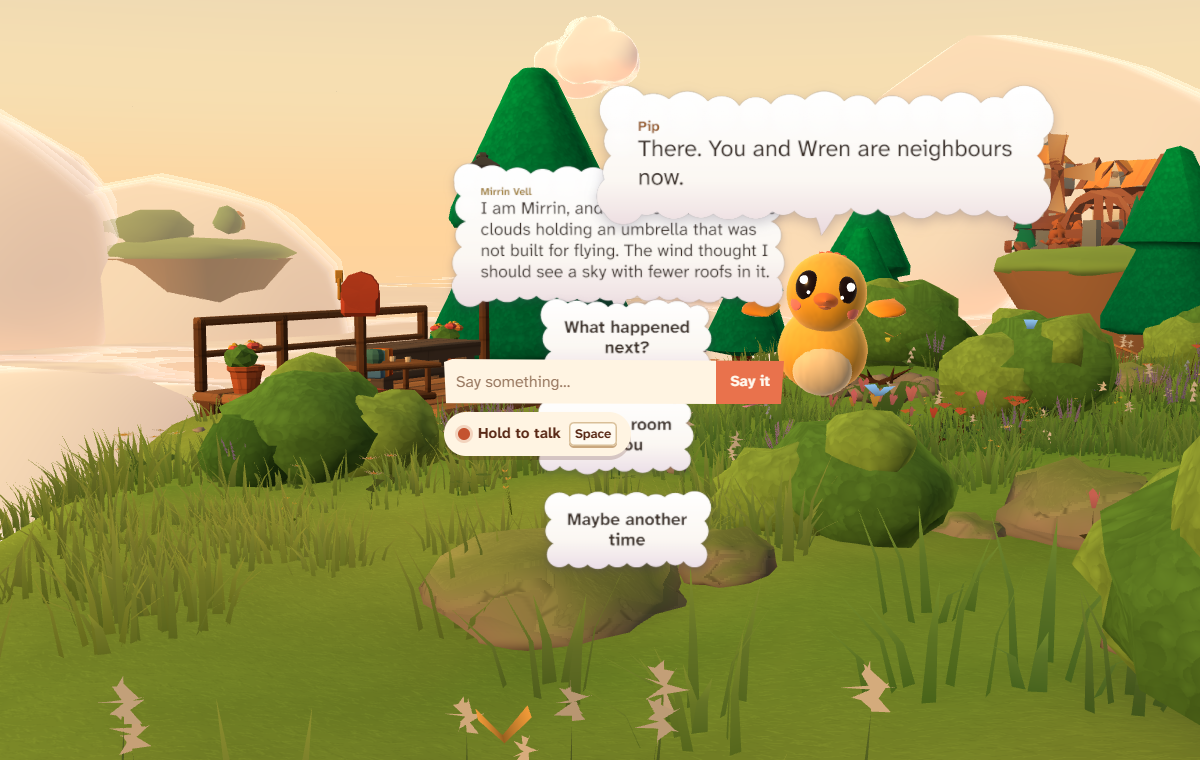 Pip
There. You and Wren are neighbours
now.
Mirrin Vell
I am Mirrin, and
clouds holding an umbrella that was
not built for flying. The wind thought I
should see a sky with fewer roofs in it.
What happened
next?
Say something...
Say it
room
Hold to talk Space
Maybe another
time